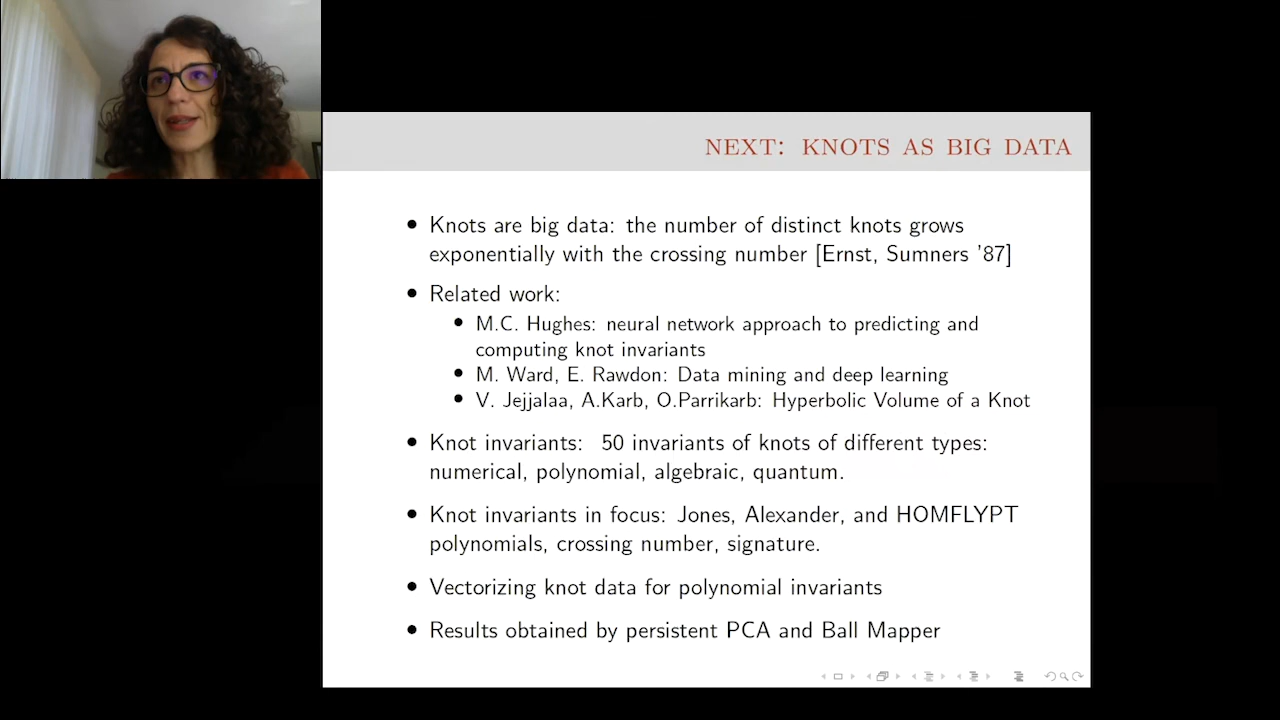 NEXT: KNOTS AS BIG DATA
• Knots are big data: the number of distinct knots grows
exponentially with the crossing number [Ernst, Sumners '87]
• Related work:
• M.C. Hughes: neural network approach to predicting and
computing knot invariants
• M. Ward, E. Rawdon: Data mining and deep learning
• V. Jejjalaa, A.Karb, O.Parrikarb: Hyperbolic Volume of a Knot
• Knot invariants: 50 invariants of knots of different types:
numerical, polynomial, algebraic, quantum.
• Knot invariants in focus: Jones, Alexander, and HOMFLYPT
polynomials, crossing number, signature.
• Vectorizing knot data for polynomial invariants
• Results obtained by persistent PCA and Ball Mapper